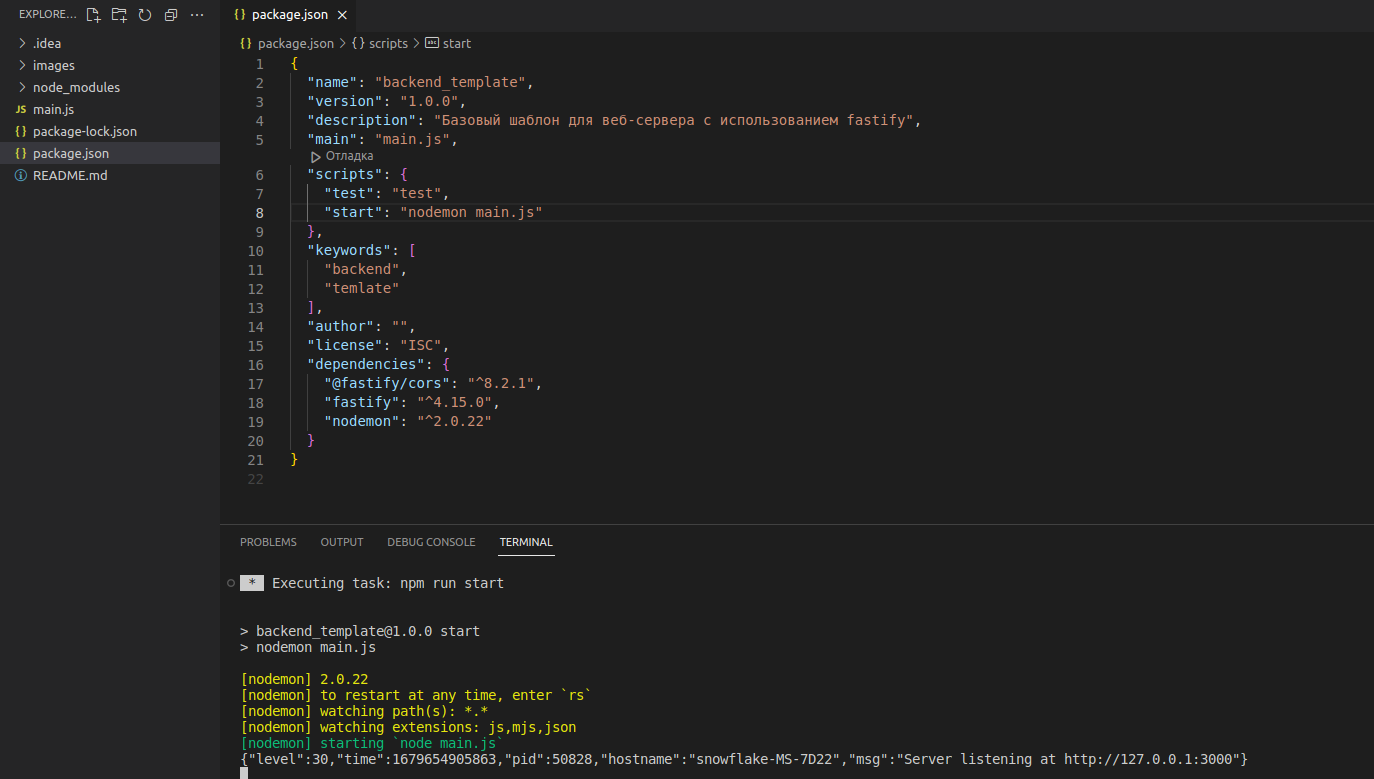 EXPLORE...
.idea
images
node_modules
JS main.js
{} package-lock.json
{} package.json
README.md
{} package.json
{} package.json > {} scripts > abc start
1 {
2 "name": "backend_template",
3 "version": "1.0.0",
4 "description": "Базовый шаблон для веб-сервера с использованием fastify",
5 "main": "main.js",
Отладка
6 "scripts": {
7 "test": "test",
8 "start": "nodemon main.js"
9 },
10 "keywords": [
11 "backend",
12 "temlate"
13 ],
14 "author": "",
15 "license": "ISC",
16 "dependencies": {
17 "@fastify/cors": "^8.2.1",
18 "fastify": "^4.15.0",
19 "nodemon": "^2.0.22"
20 }
21 }
22
PROBLEMS OUTPUT DEBUG CONSOLE TERMINAL
* Executing task: npm run start
> backend_template@1.0.0 start
> nodemon main.js
[nodemon] 2.0.22
[nodemon] to restart at any time, enter `rs`
[nodemon] watching path(s): *.*
[nodemon] watching extensions: js,mjs,json
[nodemon] starting `node main.js`
{"level":30,"time":1679654905863,"pid":50828,"hostname":"snowflake-MS-7D22","msg":"Server listening at http://127.0.0.1:3000"}